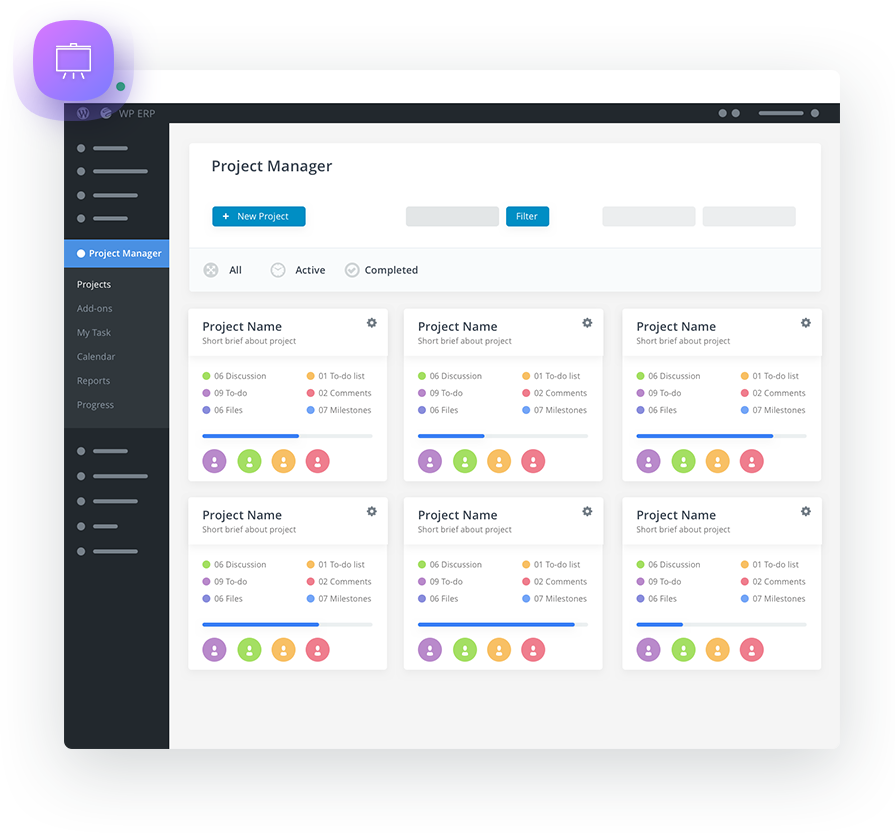 WP ERP
Project Manager
+ New Project
Filter
All Active Completed
Project Manager
Projects
Add-ons
My Task
Calendar
Reports
Progress
Project Name
Short brief about project
06 Discussion 01 To-do list
09 To-do 02 Comments
06 Files 07 Milestones
Project Name
Short brief about project
06 Discussion 01 To-do list
09 To-do 02 Comments
06 Files 07 Milestones
Project Name
Short brief about project
06 Discussion 01 To-do list
09 To-do 02 Comments
06 Files 07 Milestones
Project Name
Short brief about project
06 Discussion 01 To-do list
09 To-do 02 Comments
06 Files 07 Milestones
Project Name
Short brief about project
06 Discussion 01 To-do list
09 To-do 02 Comments
06 Files 07 Milestones
Project Name
Short brief about project
06 Discussion 01 To-do list
09 To-do 02 Comments
06 Files 07 Milestones